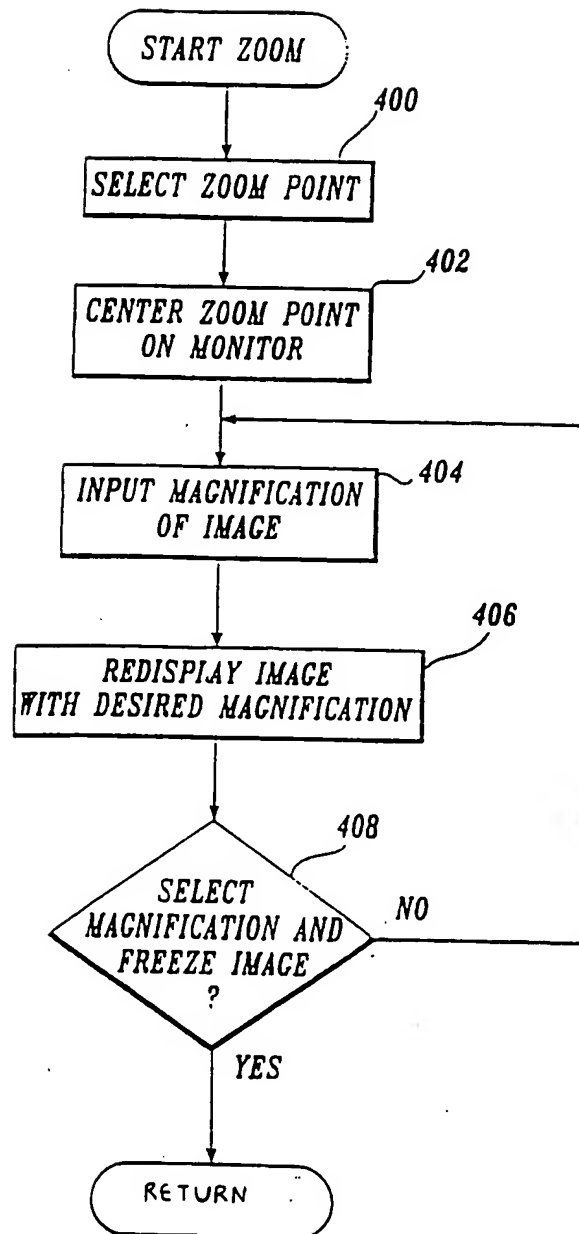 START ZOOM
400
SELECT ZOOM POINT
402
CENTER ZOOM POINT
ON MONITOR
404
INPUT MAGNIFICATION
OF IMAGE
406
REDISPLAY IMAGE
WITH DESIRED MAGNIFICATION
408
SELECT
MAGNIFICATION AND
FREEZE IMAGE
?
NO
YES
RETURN